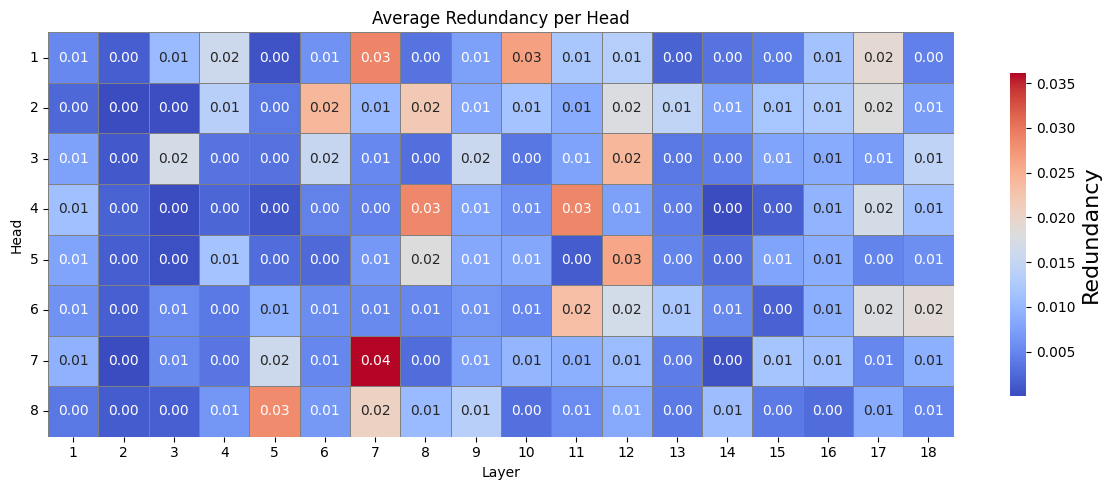 Average Redundancy per Head
1 0.01 0.00 0.01 0.02 0.00 0.01 0.03 0.00 0.01 0.03 0.01 0.01 0.00 0.00 0.00 0.01 0.02 0.00
2 0.00 0.00 0.00 0.01 0.00 0.02 0.01 0.02 0.01 0.01 0.01 0.02 0.01 0.01 0.01 0.01 0.02 0.01
3 0.01 0.00 0.02 0.00 0.00 0.02 0.01 0.00 0.02 0.00 0.01 0.02 0.00 0.00 0.01 0.01 0.01 0.01
4 0.01 0.00 0.00 0.00 0.00 0.00 0.00 0.03 0.01 0.01 0.03 0.01 0.00 0.00 0.00 0.01 0.02 0.01
5 0.01 0.00 0.00 0.01 0.00 0.00 0.01 0.02 0.01 0.01 0.00 0.03 0.00 0.00 0.01 0.01 0.00 0.01
6 0.01 0.00 0.01 0.00 0.01 0.01 0.01 0.01 0.01 0.01 0.02 0.02 0.01 0.01 0.00 0.01 0.02 0.02
7 0.01 0.00 0.01 0.00 0.02 0.01 0.04 0.00 0.01 0.01 0.01 0.01 0.00 0.00 0.01 0.01 0.00 0.01
8 0.00 0.00 0.00 0.01 0.03 0.01 0.02 0.01 0.01 0.00 0.01 0.01 0.00 0.01 0.00 0.00 0.01 0.01
1 2 3 4 5 6 7 8 9 10 11 12 13 14 15 16 17 18
Layer
Head
0.035
0.030
0.025
0.020
0.015
0.010
0.005
Redundancy